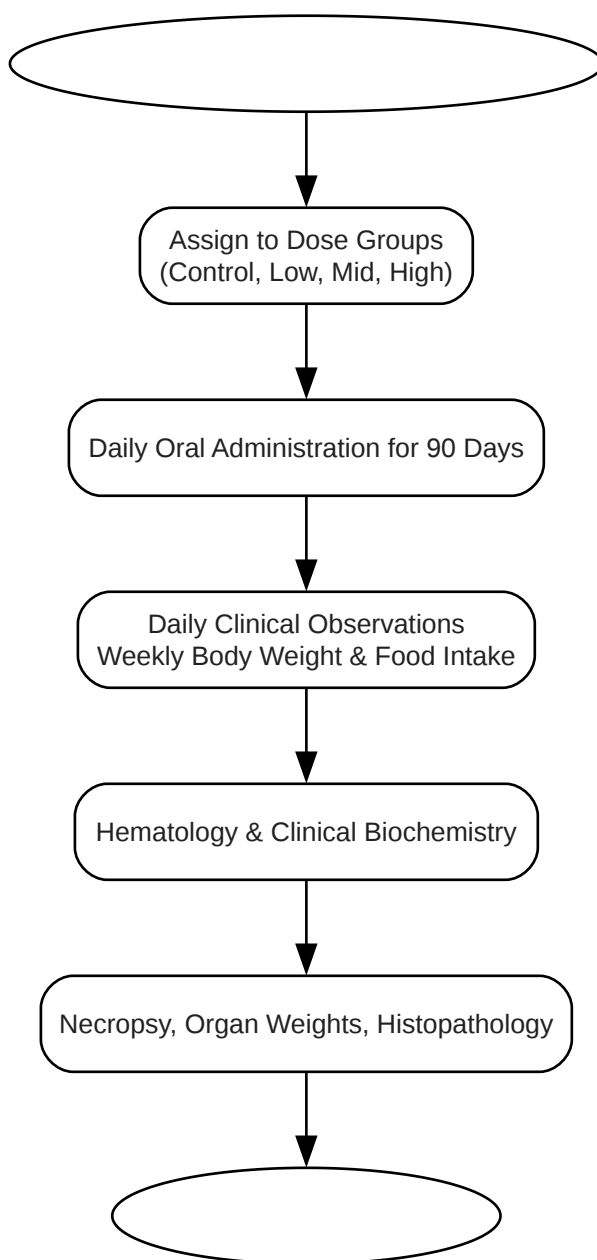 Assign to Dose Groups
(Control, Low, Mid, High)
Daily Oral Administration for 90 Days
Daily Clinical Observations
Weekly Body Weight & Food Intake
Hematology & Clinical Biochemistry
Necropsy, Organ Weights, Histopathology